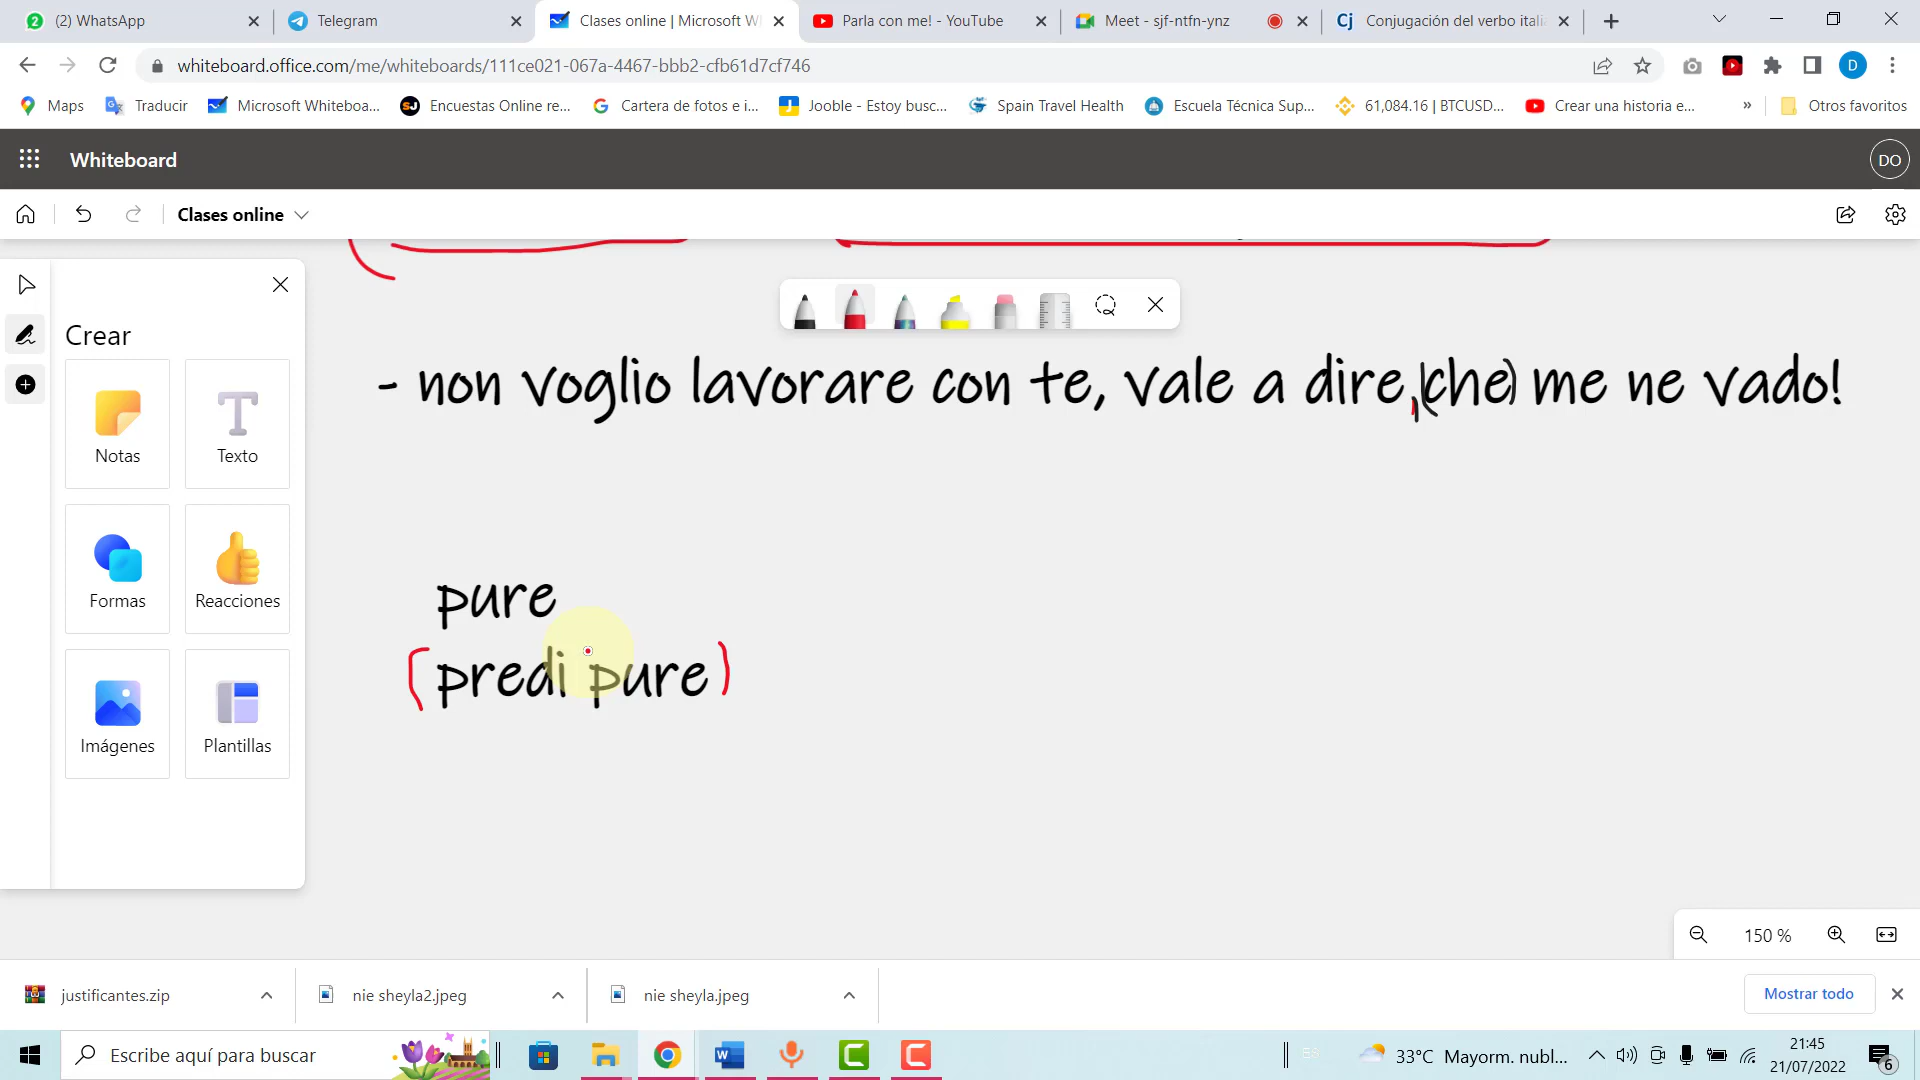 (2) WhatsApp
Telegram
Clases online | Microsoft W
Parla con me! - YouTube
Meet - sjf-ntfn-ynz
Cj Conjugación del verbo itali
whiteboard.office.com/me/whiteboards/111ce021-067a-4467-bbb2-cfb61d7cf746
D
Maps
Traducir
Microsoft Whiteboa...
Encuestas Online re...
Cartera de fotos e i...
Jooble - Estoy busc...
Spain Travel Health
Escuela Técnica Sup...
61,084.16 | BTCUSD...
Crear una historia e...
»
Otros favoritos
Whiteboard
DO
Clases online
Crear
Notas
Texto
Formas
Reacciones
Imágenes
Plantillas
- non voglio lavorare con te, vale a dire,(che) me ne vado!
pure
(predi pure)
150 %
justificantes.zip
nie sheyla2.jpeg
nie sheyla.jpeg
Mostrar todo
Escribe aquí para buscar
33°C Mayorm. nubl...
21:45
21/07/2022
6